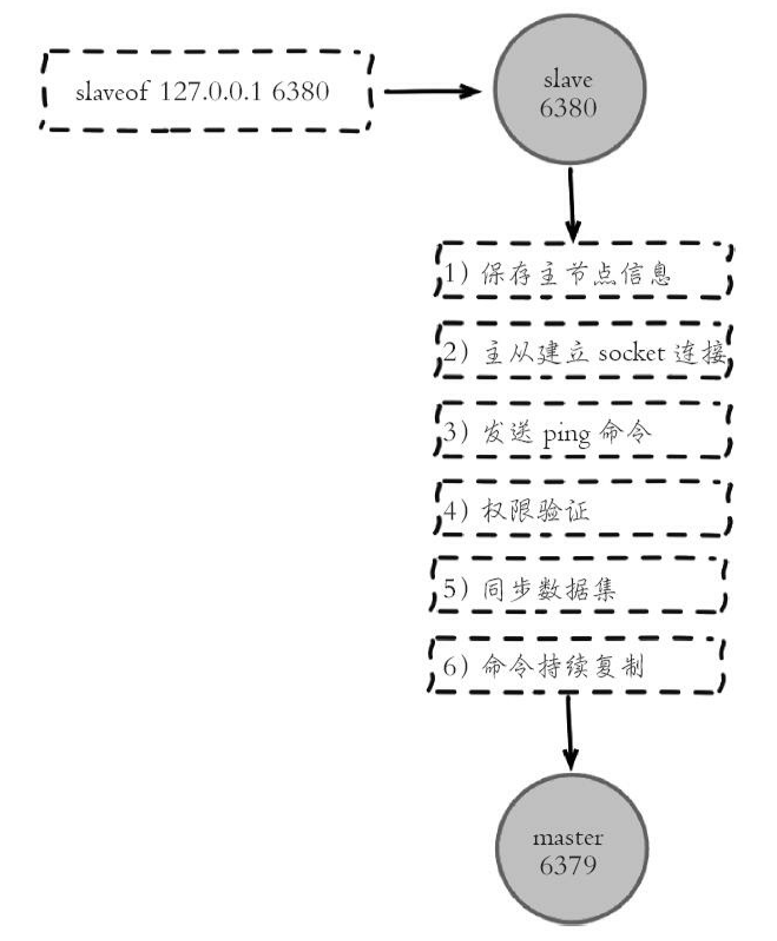 slaveof 127.0.0.1 6380
slave
6380
1) 保存主节点信息
2) 主从建立 socket 连接
3) 发送 ping 命令
4) 权限验证
5) 同步数据集
6) 命令持续复制
master
6379